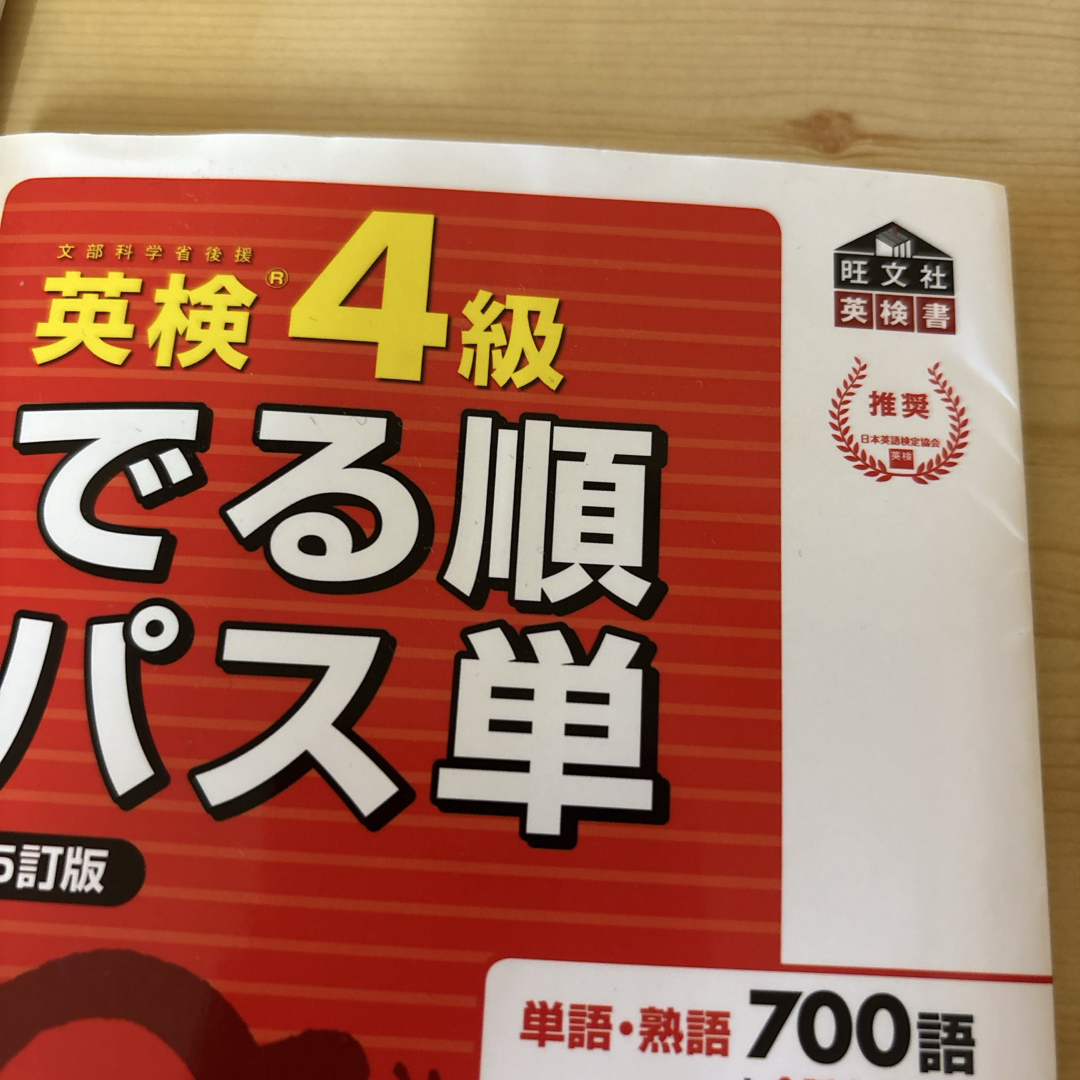 文部科学省後援
英検®4級
でる順
パス単
5訂版
旺文社
英検書
推奨
日本英語検定協会
英検
単語・熟語700語